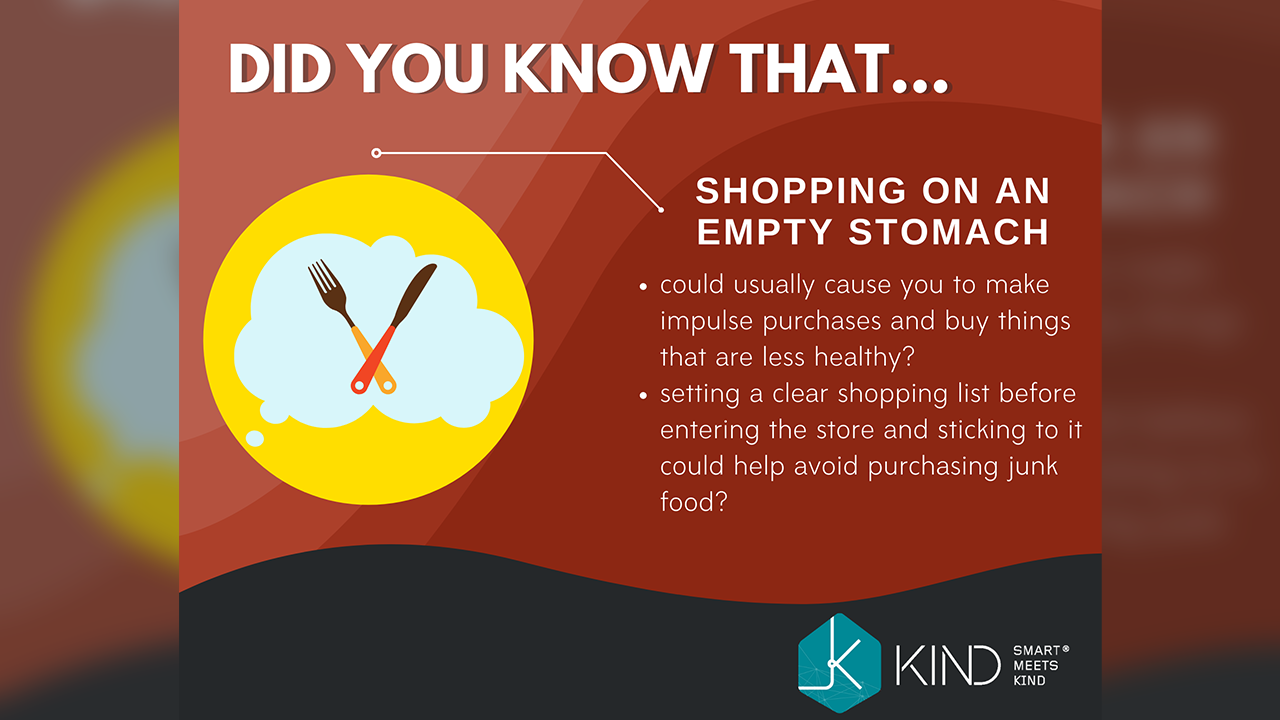 DID YOU KNOW THAT...
SHOPPING ON AN
EMPTY STOMACH
• could usually cause you to make
impulse purchases and buy things
that are less healthy?
• setting a clear shopping list before
entering the store and sticking to it
could help avoid purchasing junk
food?
K
KIND
SMART®
MEETS
KIND